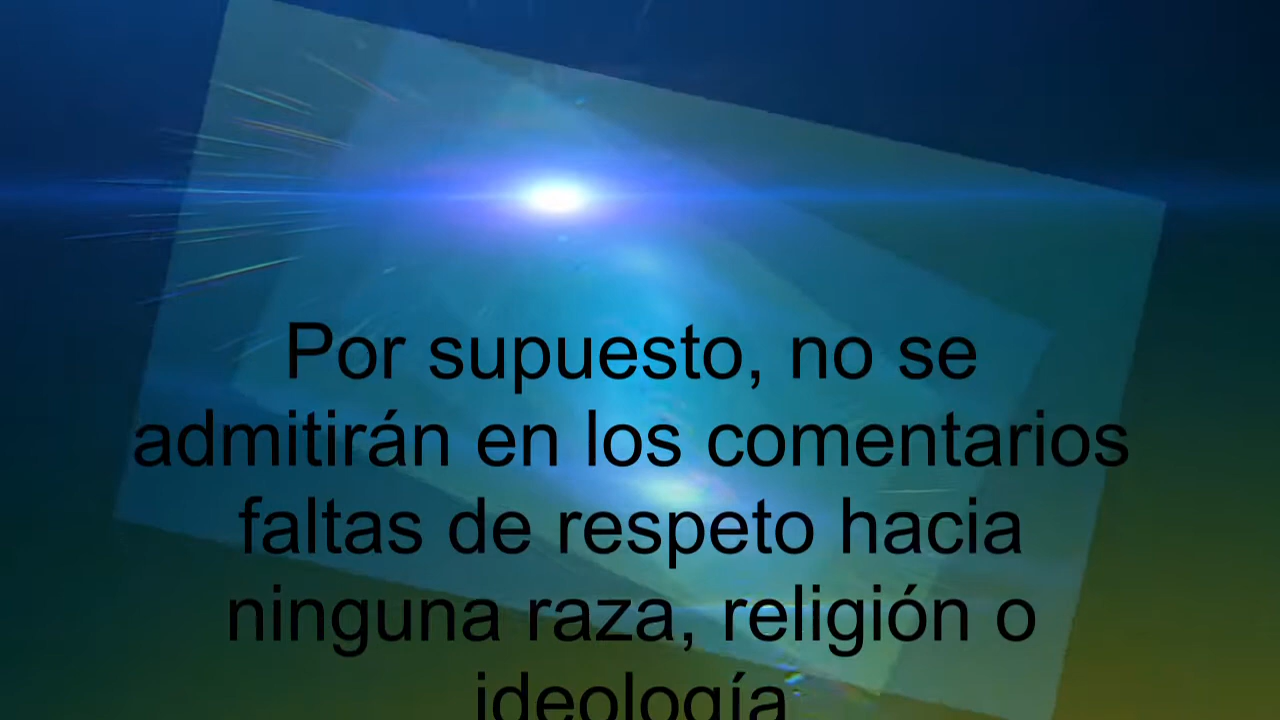 Por supuesto, no se
admitirán en los comentarios
faltas de respeto hacia
ninguna raza, religión o
ideología